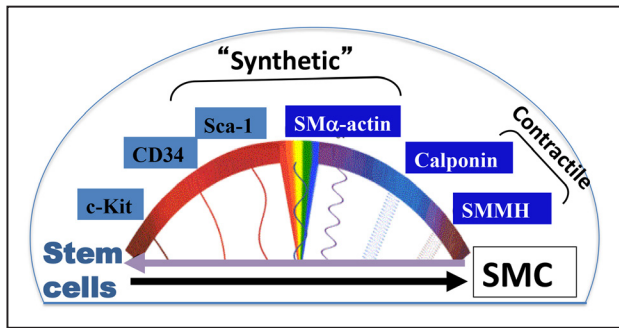 “Synthetic”
Contractile
Sca-1
SMα-actin
CD34
Calponin
c-Kit
SMMH
Stem
cells
SMC